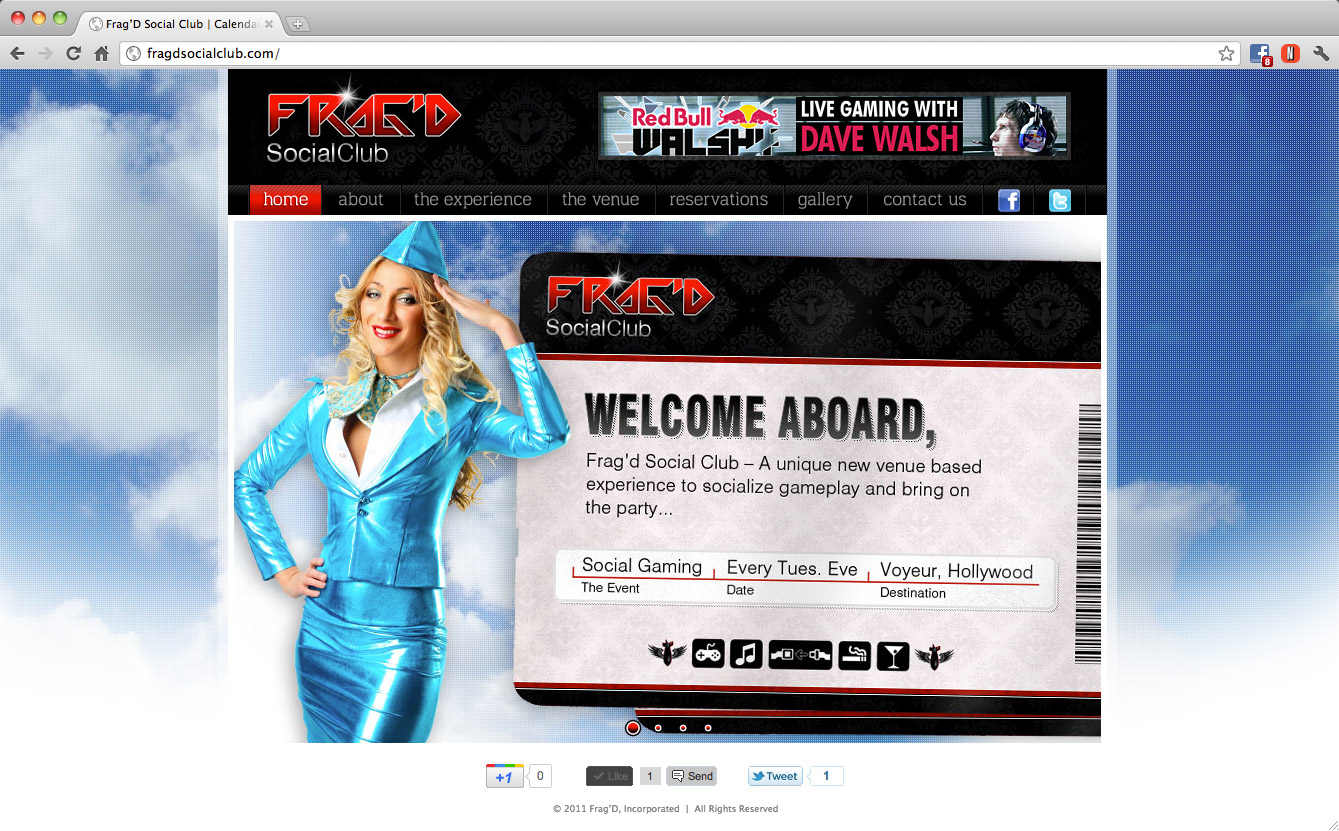 Frag'D Social Club | Calenda
fragdsocialclub.com/
8
FRAG'D
SocialClub
Red Bull
WALSH
LIVE GAMING WITH
DAVE WALSH
home
about
the experience
the venue
reservations
gallery
contact us
FRAG'D
SocialClub
WELCOME ABOARD,
Frag'd Social Club – A unique new venue based
experience to socialize gameplay and bring on
the party...
Social Gaming
Every Tues. Eve
Voyeur, Hollywood
The Event
Date
Destination
+1
0
Like
1
Send
Tweet
1
© 2011 Frag'D, Incorporated | All Rights Reserved